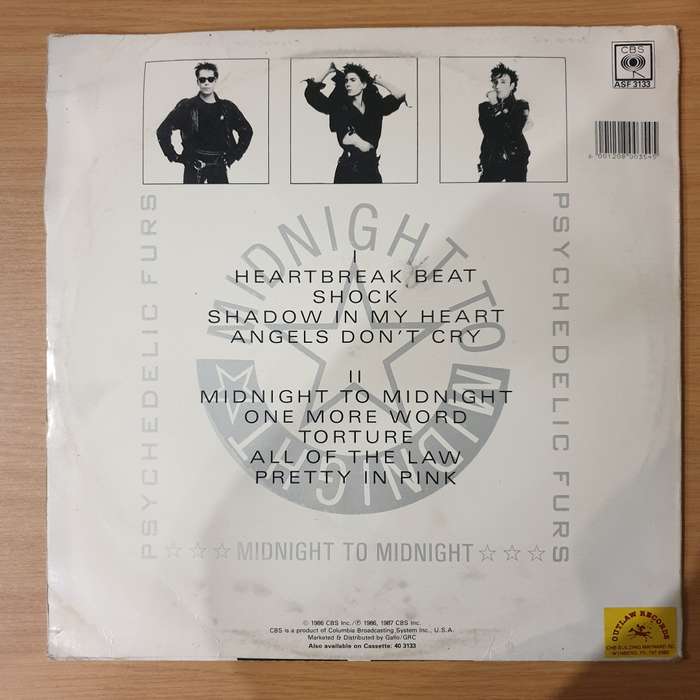 CBS
ASF 3133
6 001208 003545
PSYCHEDELIC FURS
PSYCHEDELIC FURS
MIDNIGHT TO MIDNIGHT
I
HEARTBREAK BEAT
SHOCK
SHADOW IN MY HEART
ANGELS DON'T CRY
II
MIDNIGHT TO MIDNIGHT
ONE MORE WORD
TORTURE
ALL OF THE LAW
PRETTY IN PINK
☆☆☆ MIDNIGHT TO MIDNIGHT ☆☆☆
© 1986 CBS Inc./℗ 1986, 1987 CBS Inc.
CBS is a product of Columbia Broadcasting System Inc., U.S.A.
Marketed & Distributed by Gallo/GRC
Also available on Cassette: 40 3133
OUTLAW RECORDS